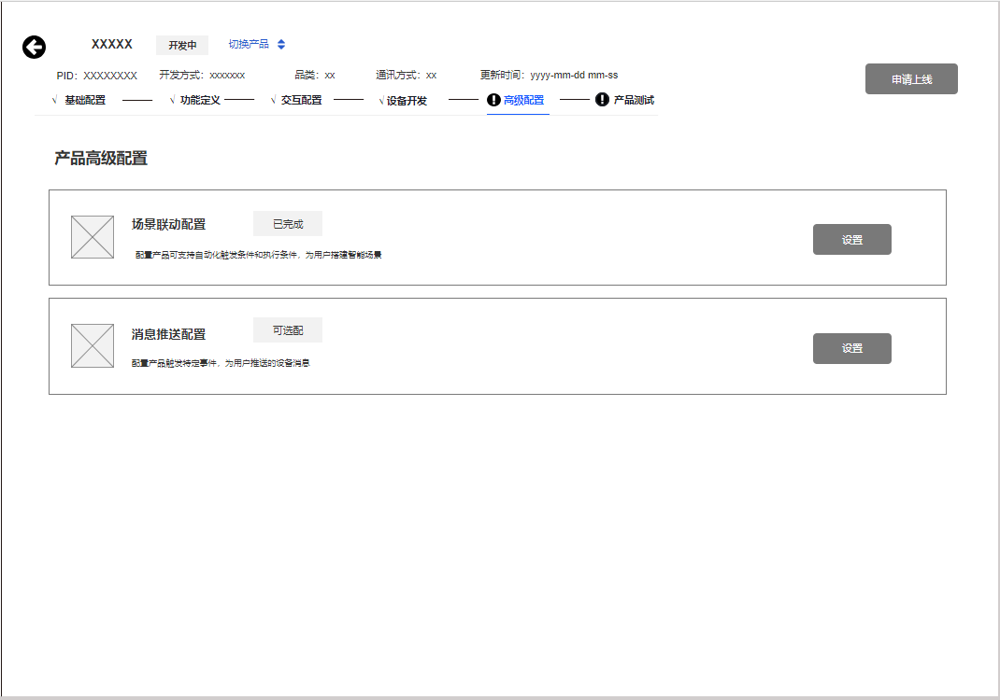 XXXXX 开发中 切换产品
PID：XXXXXXXX 开发方式：xxxxxxx 品类：xx 通讯方式：xx 更新时间：yyyy-mm-dd mm-ss
申请上线
√ 基础配置 √ 功能定义 √ 交互配置 √ 设备开发 高级配置 产品测试
产品高级配置
场景联动配置 已完成
配置产品可支持自动化触发条件和执行条件，为用户搭建智能场景
设置
消息推送配置 可选配
配置产品触发特定事件，为用户推送的设备消息
设置